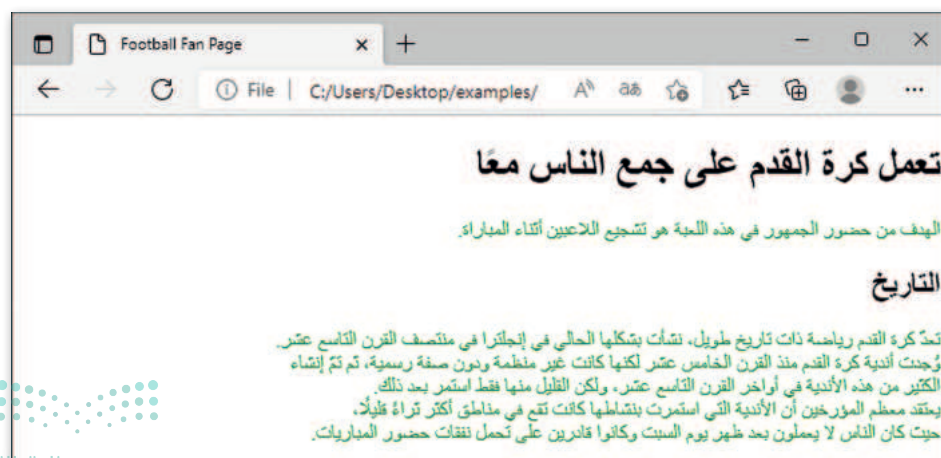 Football Fan Page
File | C:/Users/Desktop/examples/
تعمل كرة القدم على جمع الناس معًا
الهدف من حضور الجمهور في هذه اللعبة هو تشجيع اللاعبين أثناء المباراة.
التاريخ
تعدّ كرة القدم رياضة ذات تاريخ طويل، نشأت بشكلها الحالي في إنجلترا في منتصف القرن التاسع عشر.
وُجدت أندية كرة القدم منذ القرن الخامس عشر لكنها كانت غير منظمة ودون صفة رسمية، ثم تمّ إنشاء
الكثير من هذه الأندية في أواخر القرن التاسع عشر، ولكن القليل منها فقط استمر بعد ذلك.
يعتقد معظم المؤرخين أن الأندية التي استمرت بنشاطها كانت تقع في مناطق أكثر ثراءً قليلًا،
حيث كان الناس لا يعملون بعد ظهر يوم السبت وكانوا قادرين على تحمل نفقات حضور المباريات.